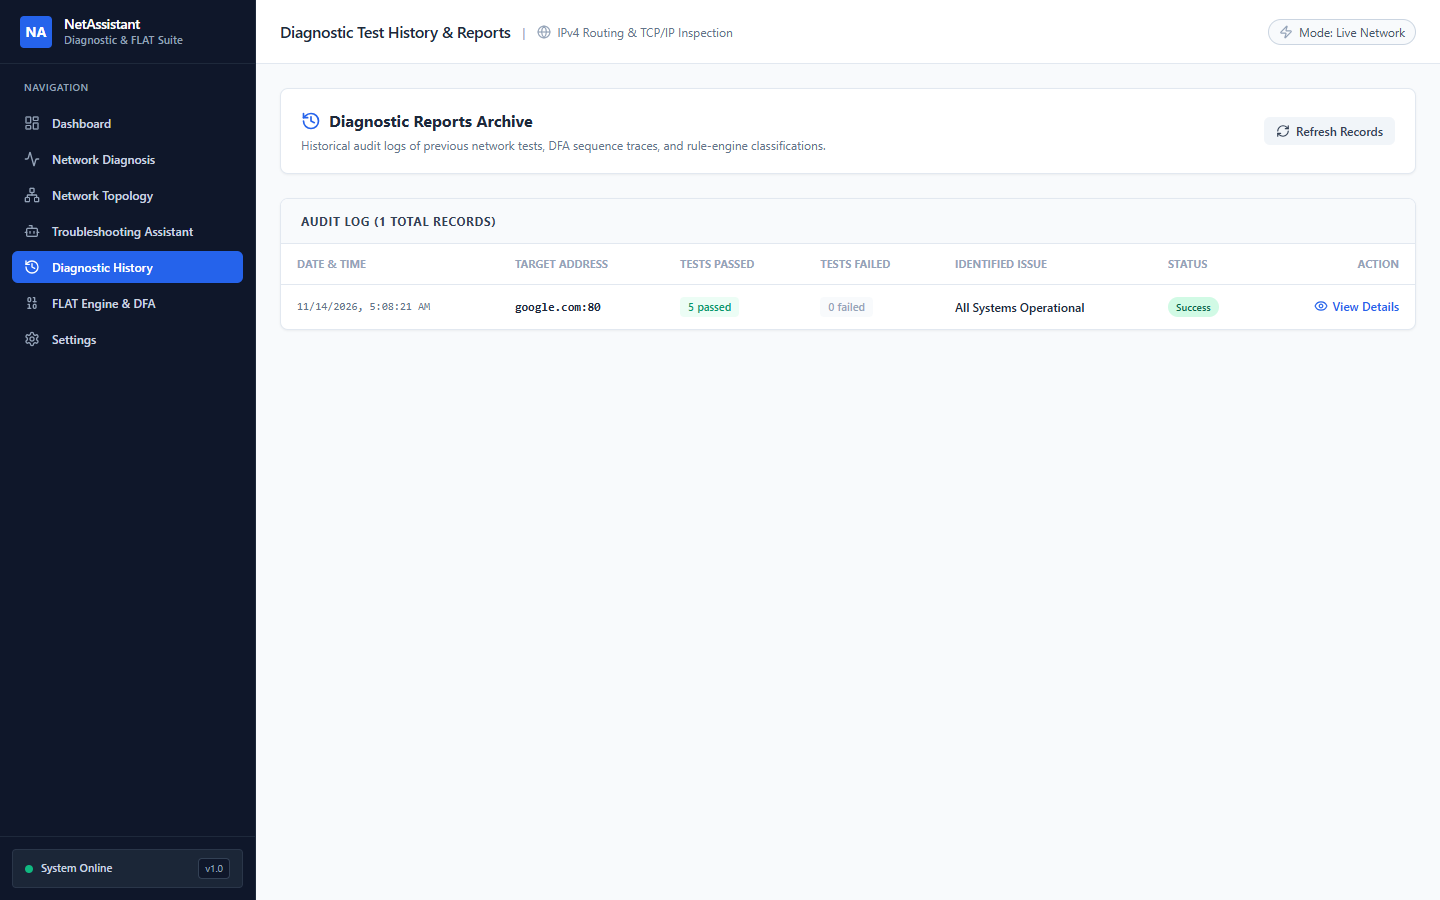 NA
NetAssistant
Diagnostic & FLAT Suite
NAVIGATION
Dashboard
Network Diagnosis
Network Topology
Troubleshooting Assistant
Diagnostic History
FLAT Engine & DFA
Settings
System Online
v1.0
Diagnostic Test History & Reports | IPv4 Routing & TCP/IP Inspection
Mode: Live Network
Diagnostic Reports Archive
Historical audit logs of previous network tests, DFA sequence traces, and rule-engine classifications.
Refresh Records
AUDIT LOG (1 TOTAL RECORDS)
DATE & TIME TARGET ADDRESS TESTS PASSED TESTS FAILED IDENTIFIED ISSUE STATUS ACTION
11/14/2026, 5:08:21 AM google.com:80 5 passed 0 failed All Systems Operational Success View Details